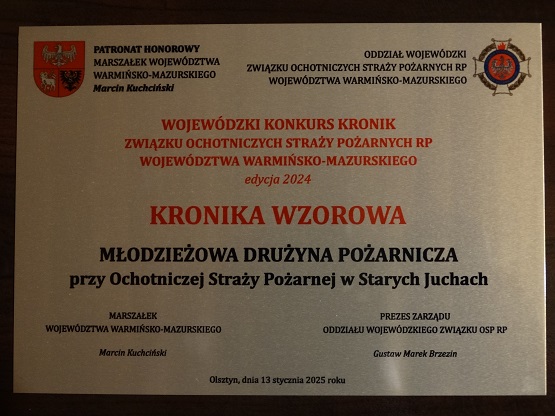 PATRONAT HONOROWY
MARSZAŁEK WOJEWÓDZTWA
WARMIŃSKO-MAZURSKIEGO
Marcin Kuchciński
ODDZIAŁ WOJEWÓDZKI
ZWIĄZKU OCHOTNICZYCH STRAŻY POŻARNYCH RP
WOJEWÓDZTWA WARMIŃSKO-MAZURSKIEGO
WOJEWÓDZKI KONKURS KRONIK
ZWIĄZKU OCHOTNICZYCH STRAŻY POŻARNYCH RP
WOJEWÓDZTWA WARMIŃSKO-MAZURSKIEGO
edycja 2024
KRONIKA WZOROWA
MŁODZIEŻOWA DRUŻYNA POŻARNICZA
przy Ochotniczej Straży Pożarnej w Starych Juchach
MARSZAŁEK
WOJEWÓDZTWA WARMIŃSKO-MAZURSKIEGO
Marcin Kuchciński
PREZES ZARZĄDU
ODDZIAŁU WOJEWÓDZKIEGO ZWIĄZKU OSP RP
Gustaw Marek Brzezin
Olsztyn, dnia 13 stycznia 2025 roku